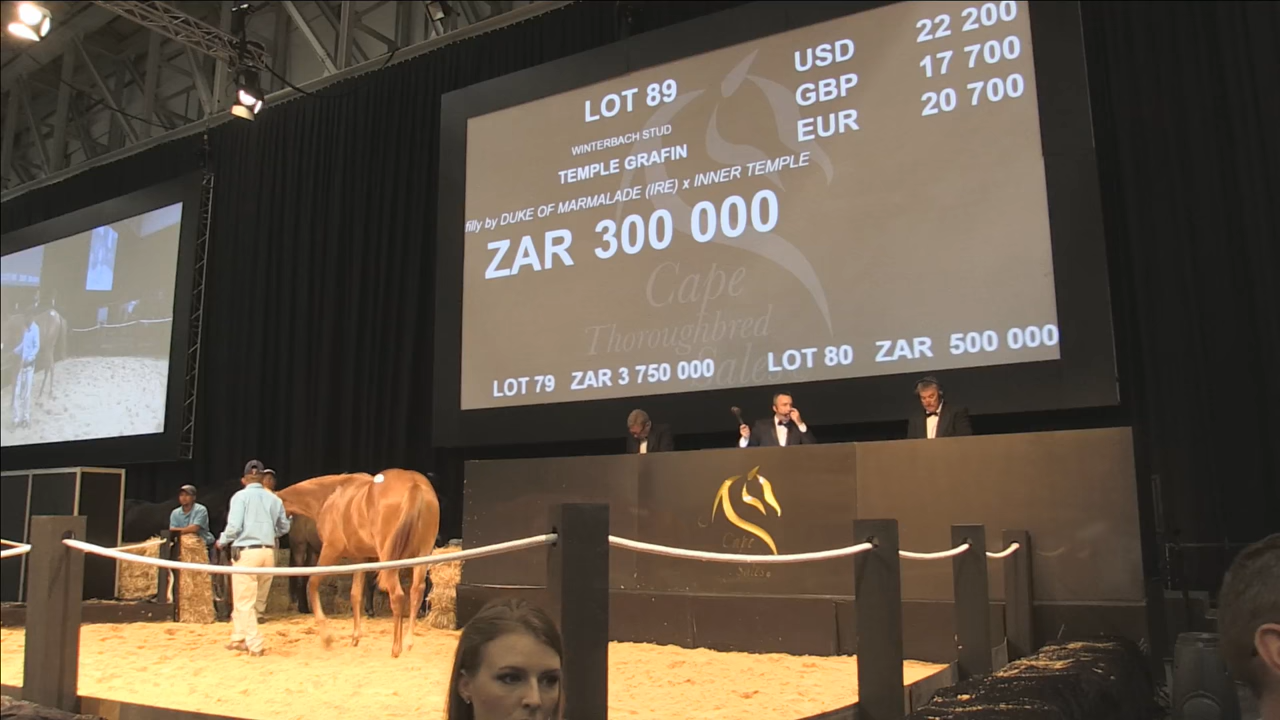 LOT 89
USD 22 200
GBP 17 700
EUR 20 700
WINTERBACH STUD
TEMPLE GRAFIN
filly by DUKE OF MARMALADE (IRE) x INNER TEMPLE
ZAR 300 000
Cape
Thoroughbred
Sales
LOT 79 ZAR 3 750 000 LOT 80 ZAR 500 000
Cape
Sales